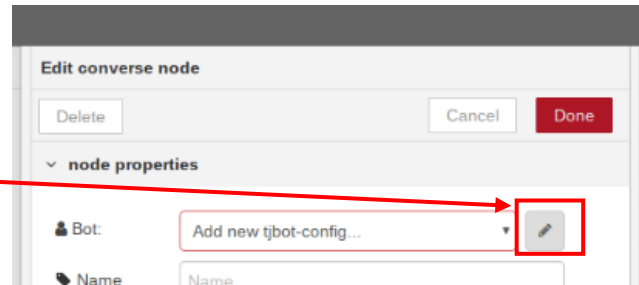 Edit converse node
Delete
Cancel
Done
node properties
Bot:
Add new tjbot-config...
Name
Name